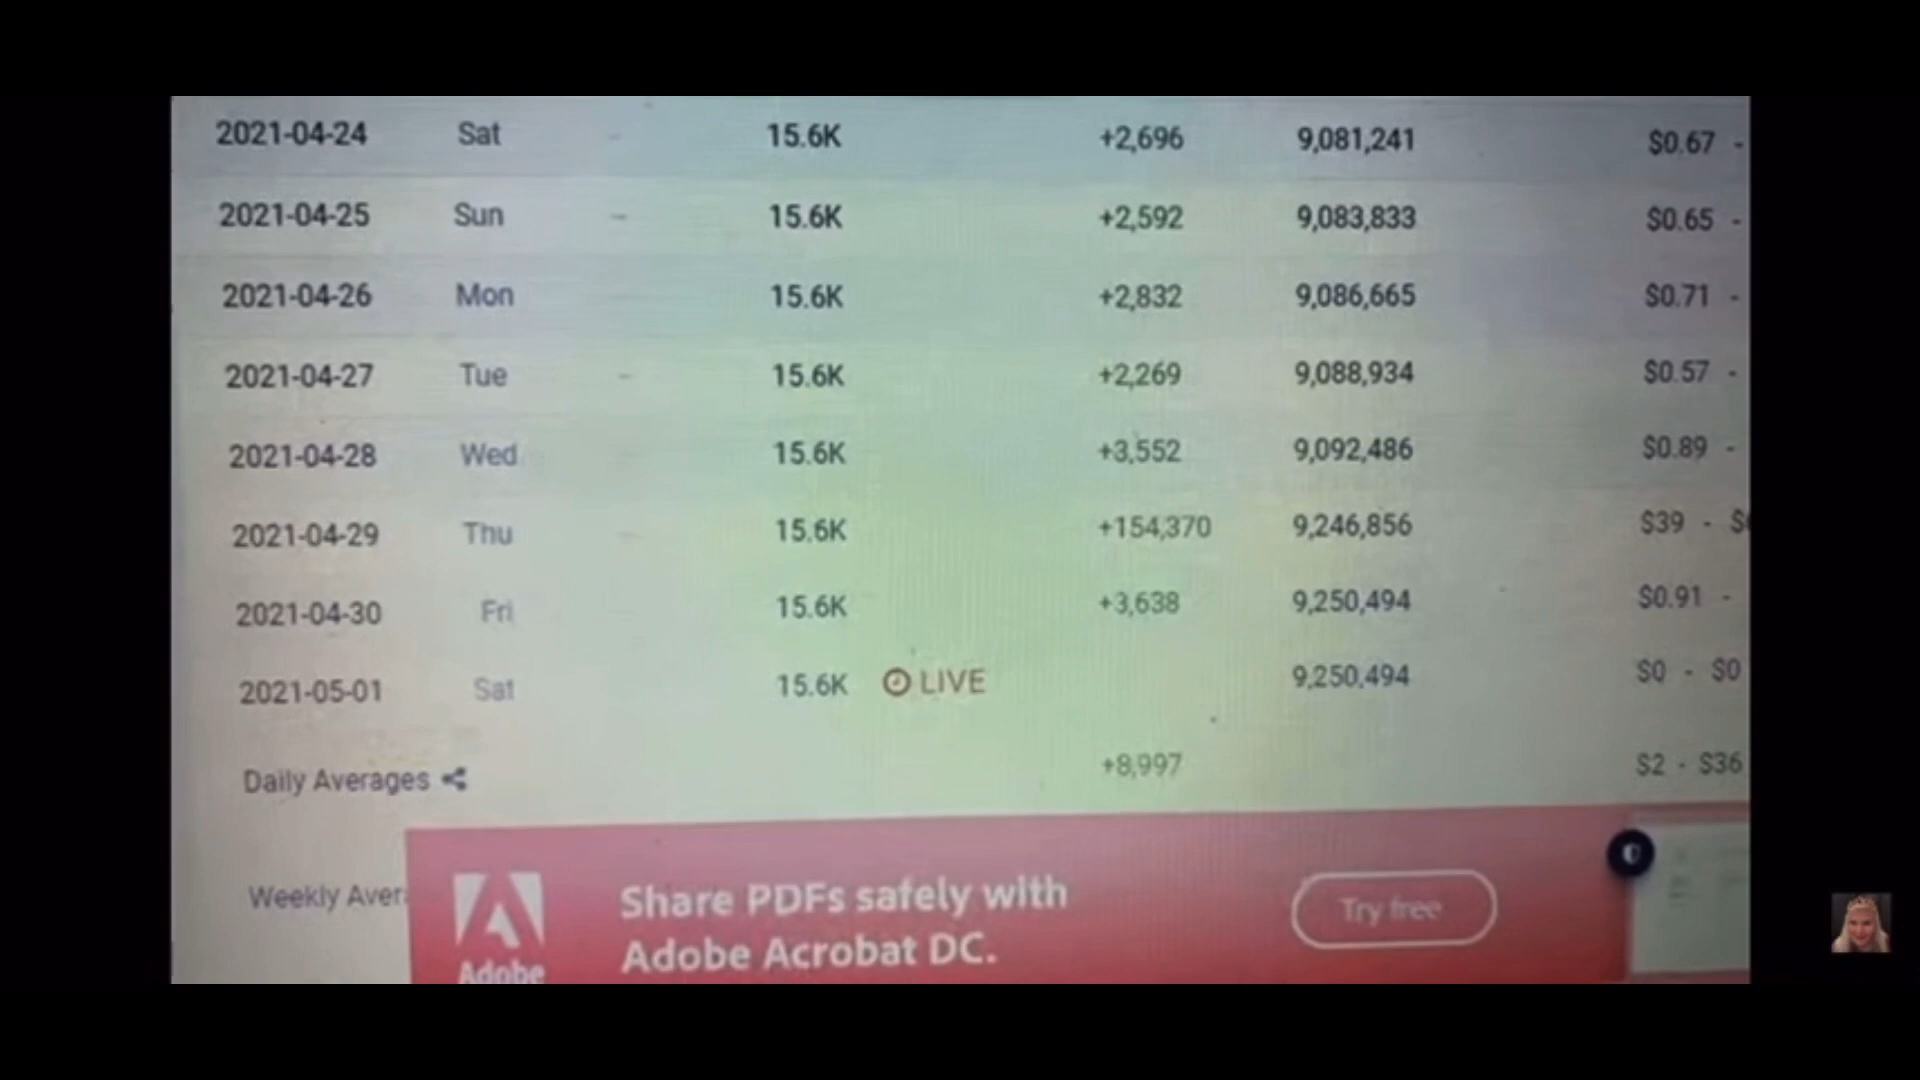 2021-04-24 Sat - 15.6K +2,696 9,081,241 $0.67 -
2021-04-25 Sun - 15.6K +2,592 9,083,833 $0.65 -
2021-04-26 Mon 15.6K +2,832 9,086,665 $0.71 -
2021-04-27 Tue - 15.6K +2,269 9,088,934 $0.57 -
2021-04-28 Wed 15.6K +3,552 9,092,486 $0.89 -
2021-04-29 Thu - 15.6K +154,370 9,246,856 $39 - $
2021-04-30 Fri - 15.6K +3,638 9,250,494 $0.91 -
2021-05-01 Sat 15.6K LIVE 9,250,494 $0 - $0
Daily Averages +8,997 $2 - $36
Weekly Aver
Share PDFs safely with
Adobe Acrobat DC.
Try free
Adobe